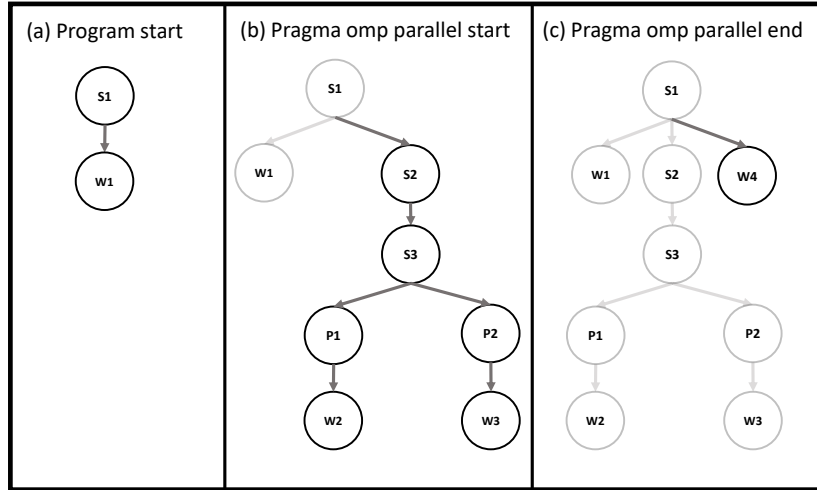 (a) Program start
S1
W1
(b) Pragma omp parallel start
S1
W1
S2
S3
P1
P2
W2
W3
(c) Pragma omp parallel end
S1
W1
S2
W4
S3
P1
P2
W2
W3